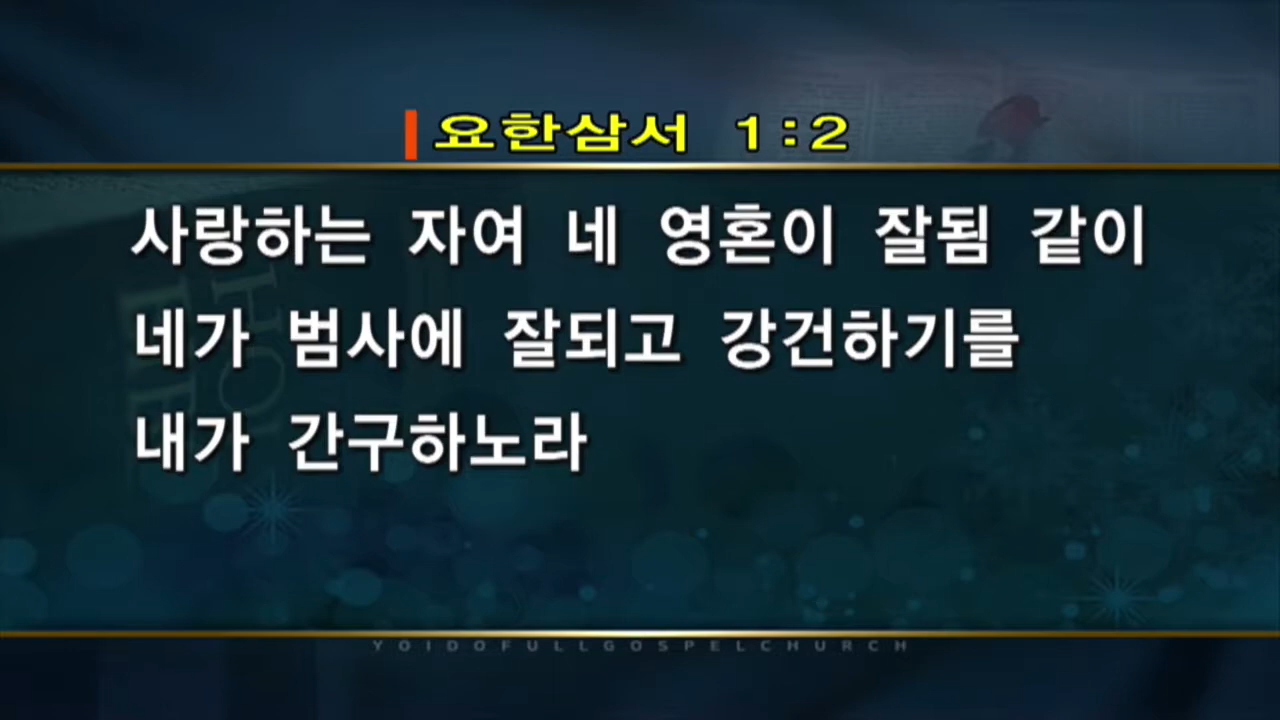 요한삼서 1:2
사랑하는 자여 네 영혼이 잘됨 같이
네가 범사에 잘되고 강건하기를
내가 간구하노라
YOIDOFULLGOSPELCHURCH